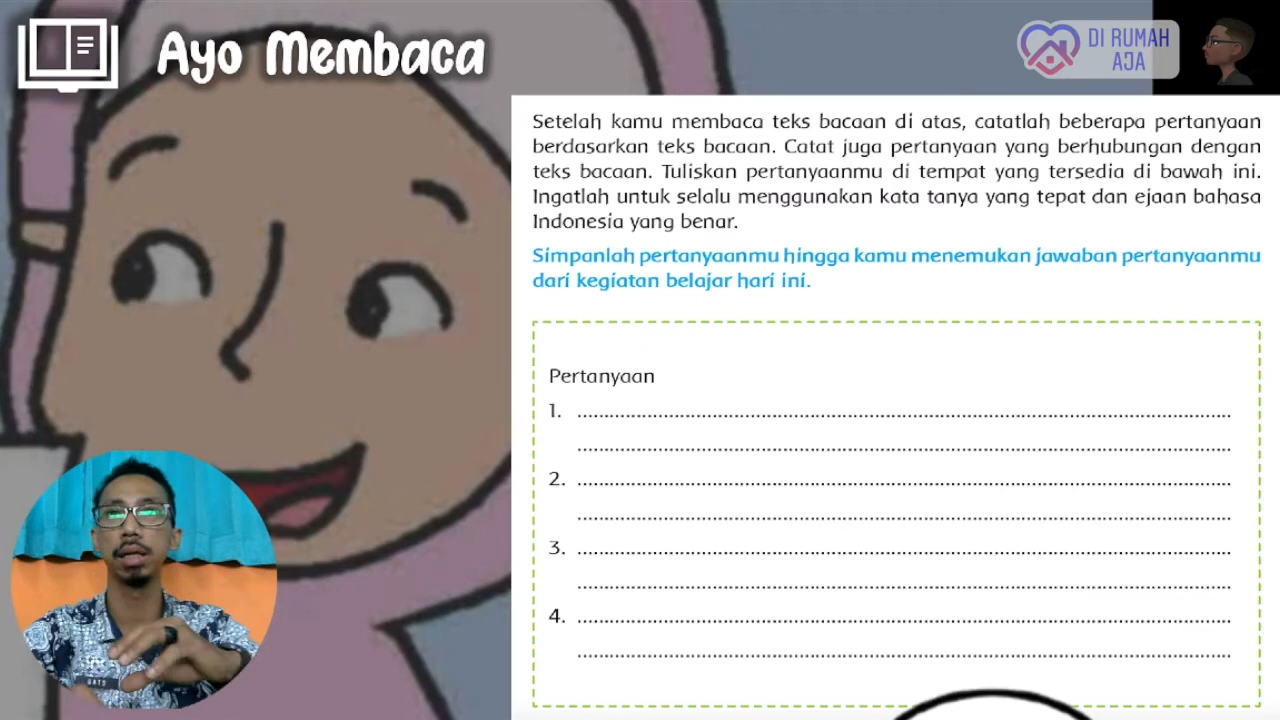 Ayo Membaca
DI RUMAH
AJA
Setelah kamu membaca teks bacaan di atas, catatlah beberapa pertanyaan
berdasarkan teks bacaan. Catat juga pertanyaan yang berhubungan dengan
teks bacaan. Tuliskan pertanyaanmu di tempat yang tersedia di bawah ini.
Ingatlah untuk selalu menggunakan kata tanya yang tepat dan ejaan bahasa
Indonesia yang benar.
Simpanlah pertanyaanmu hingga kamu menemukan jawaban pertanyaanmu
dari kegiatan belajar hari ini.
Pertanyaan
1.
2.
3.
4.